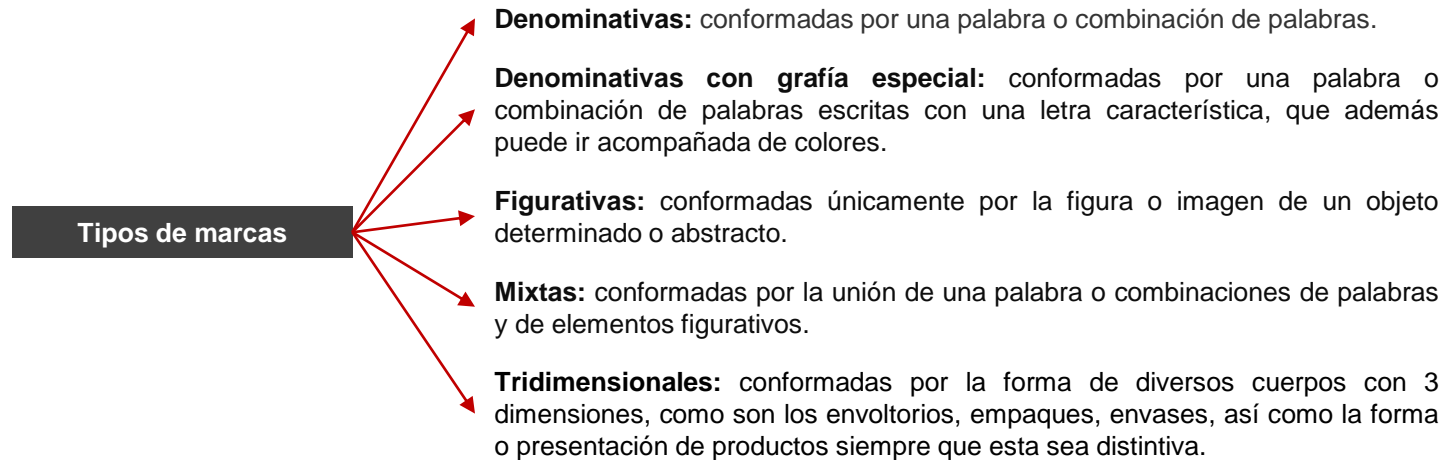 Tipos de marcas
Denominativas: conformadas por una palabra o combinación de palabras.
Denominativas con grafía especial: conformadas por una palabra o
combinación de palabras escritas con una letra característica, que además
puede ir acompañada de colores.
Figurativas: conformadas únicamente por la figura o imagen de un objeto
determinado o abstracto.
Mixtas: conformadas por la unión de una palabra o combinaciones de palabras
y de elementos figurativos.
Tridimensionales: conformadas por la forma de diversos cuerpos con 3
dimensiones, como son los envoltorios, empaques, envases, así como la forma
o presentación de productos siempre que esta sea distintiva.